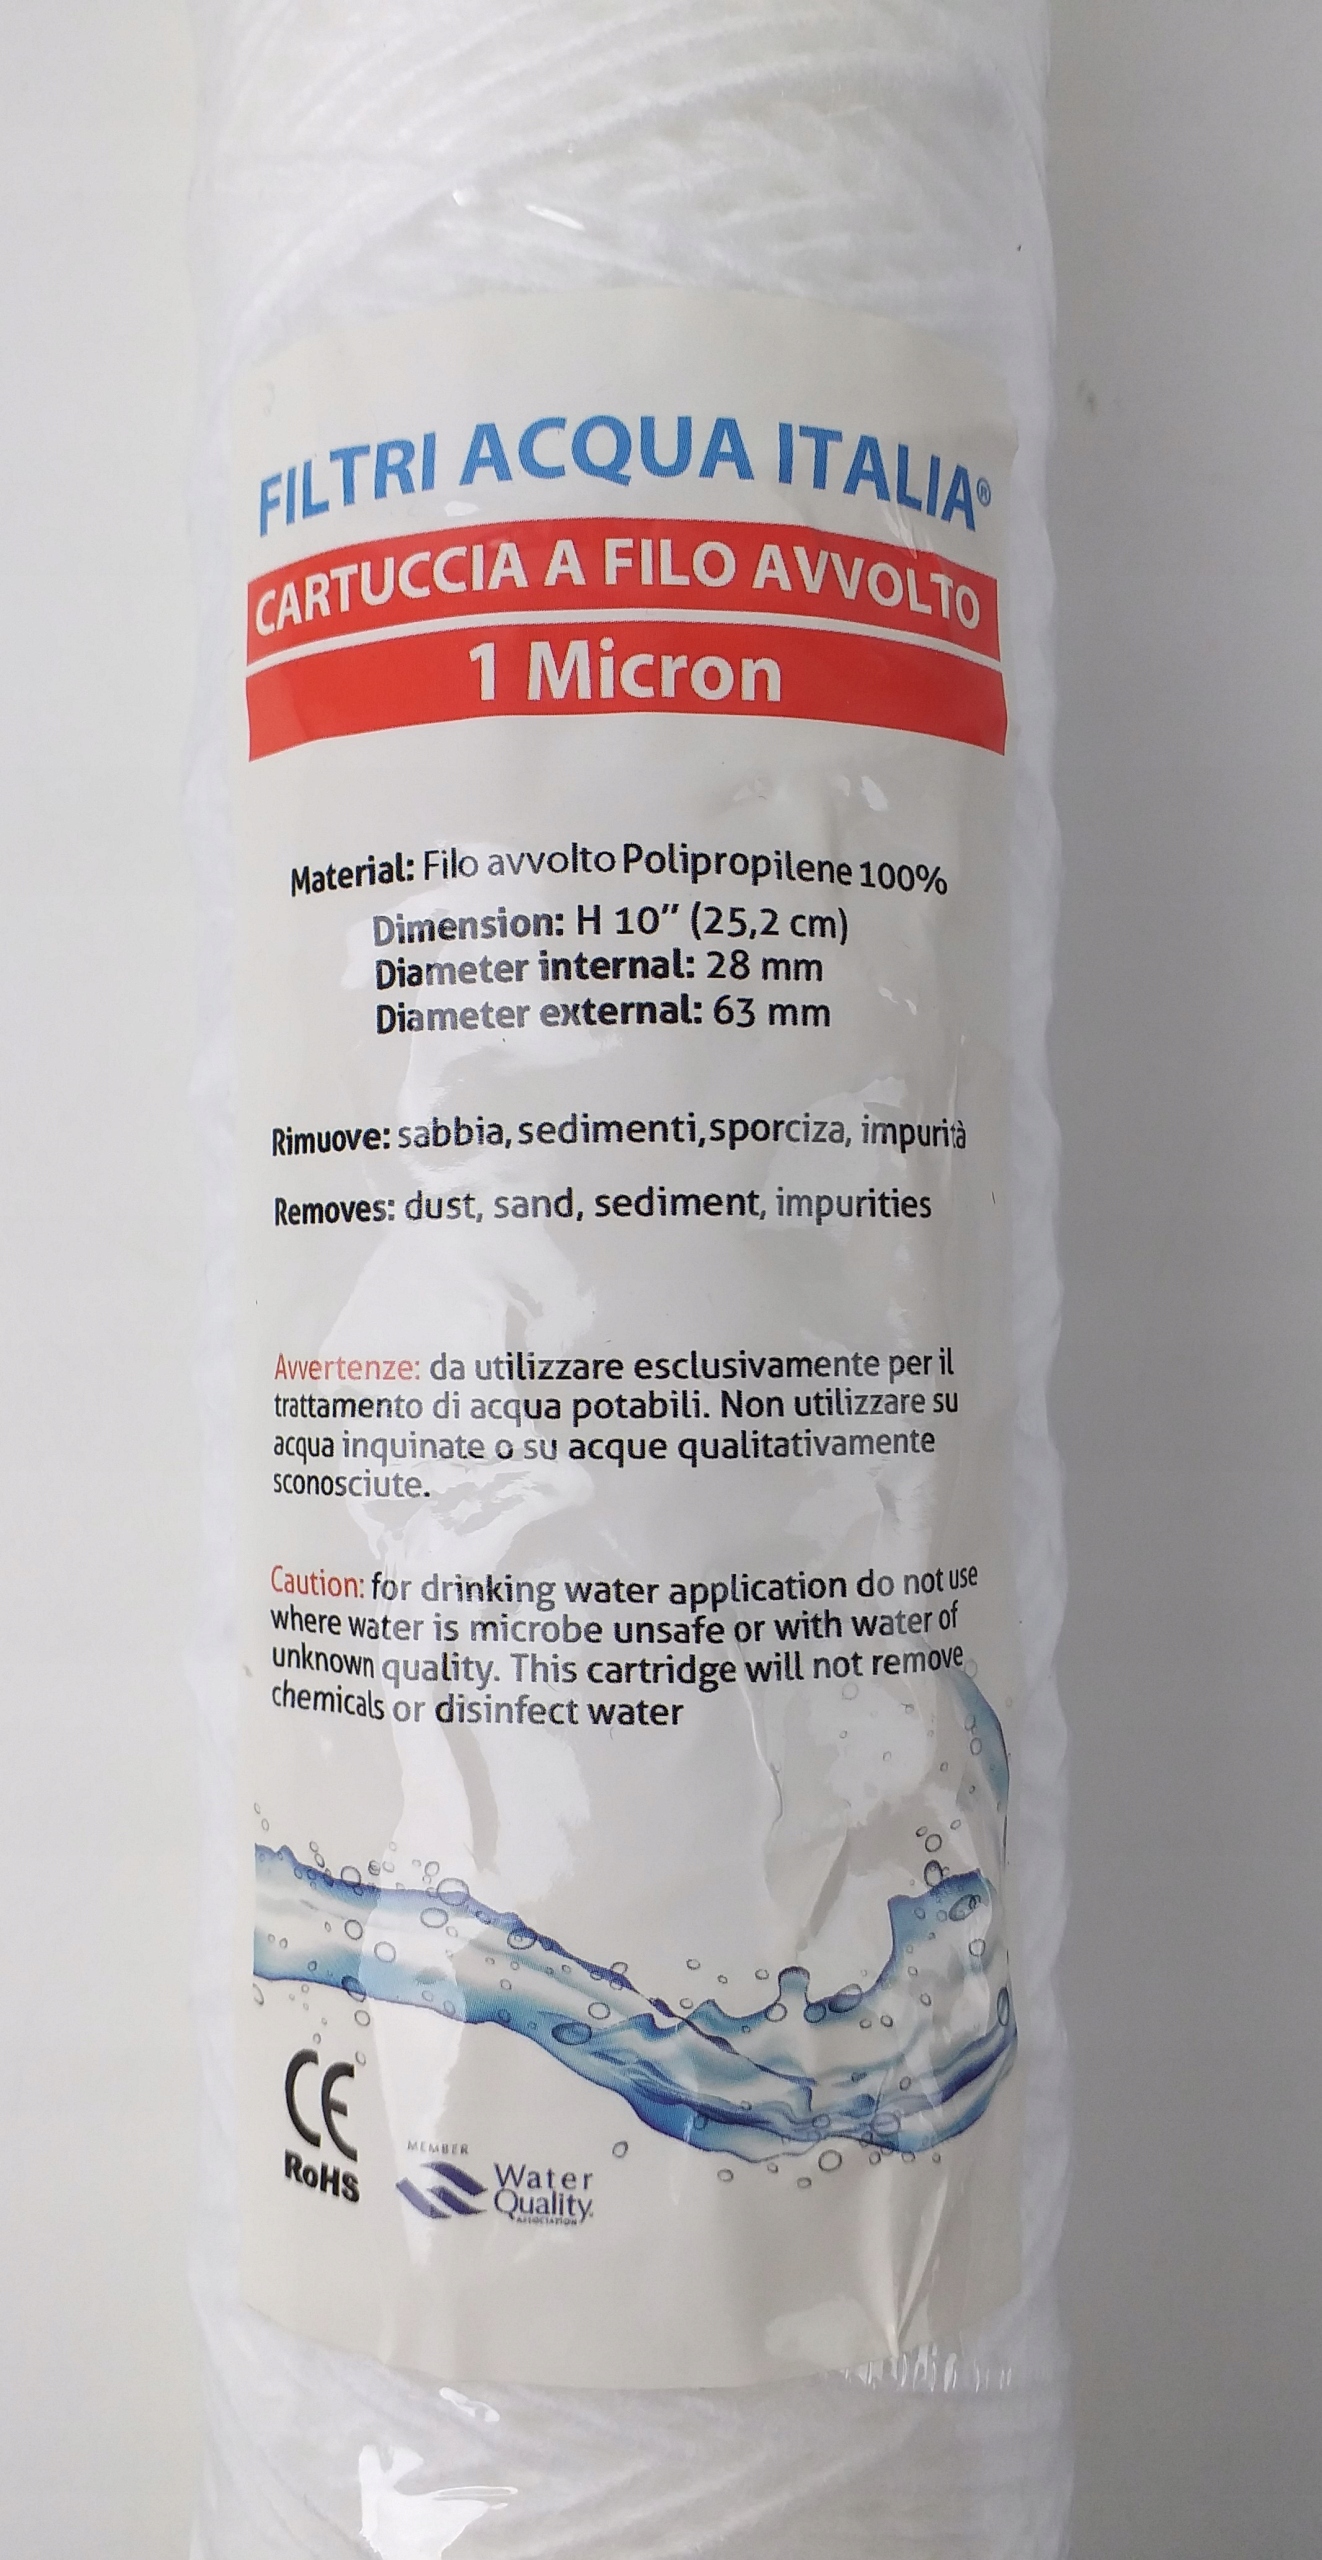 FILTRI ACQUA ITALIA®
CARTUCCIA A FILO AVVOLTO
1 Micron
Material: Filo avvolto Polipropilene 100%
Dimension: H 10" (25,2 cm)
Diameter internal: 28 mm
Diameter external: 63 mm
Rimuove: sabbia, sedimenti, sporciza, impurità
Removes: dust, sand, sediment, impurities
Avvertenze: da utilizzare esclusivamente per il
trattamento di acqua potabili. Non utilizzare su
acqua inquinate o su acque qualitativamente
sconosciute.
Caution: for drinking water application do not use
where water is microbe unsafe or with water of
unknown quality. This cartridge will not remove
chemicals or disinfect water
CE
RoHS
MEMBER
Water
Quality
ASSOCIATION